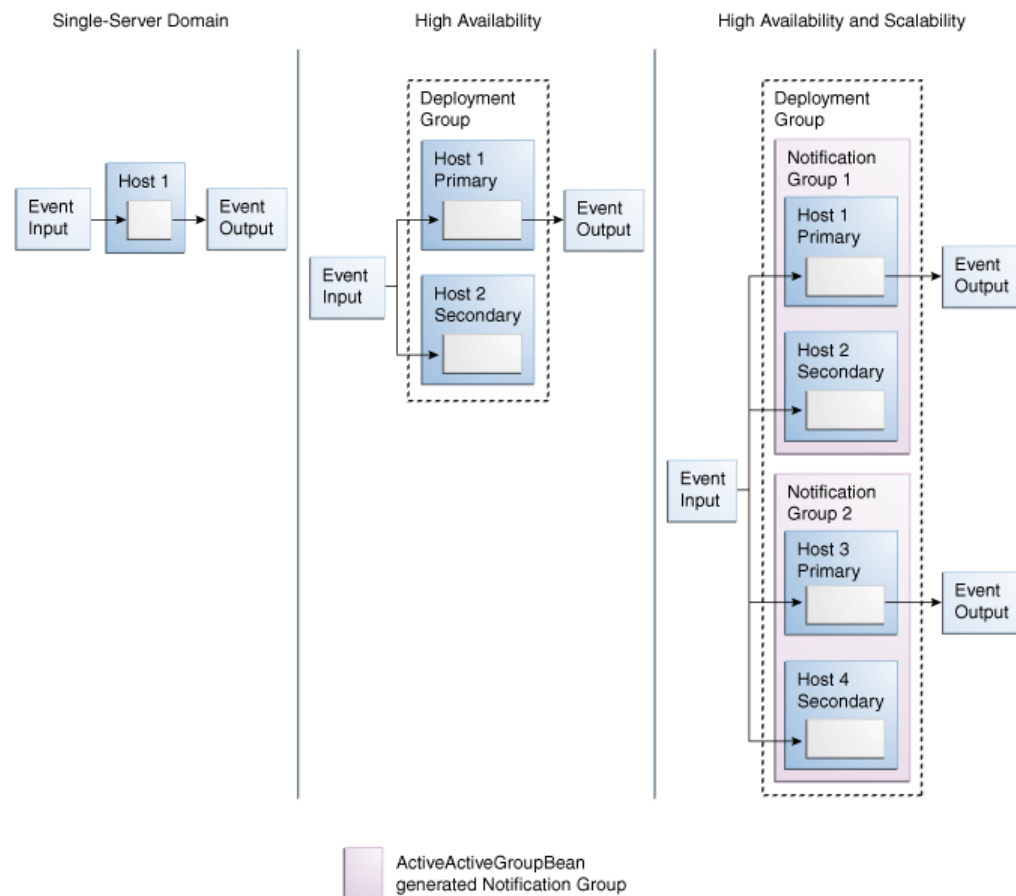 Single-Server Domain
Host 1
Event
Input
Event
Output
High Availability
Deployment
Group
Host 1
Primary
Event
Output
Event
Input
Host 2
Secondary
High Availability and Scalability
Deployment
Group
Notification
Group 1
Host 1
Primary
Event
Output
Host 2
Secondary
Event
Input
Notification
Group 2
Host 3
Primary
Event
Output
Host 4
Secondary
ActiveActiveGroupBean
generated Notification Group